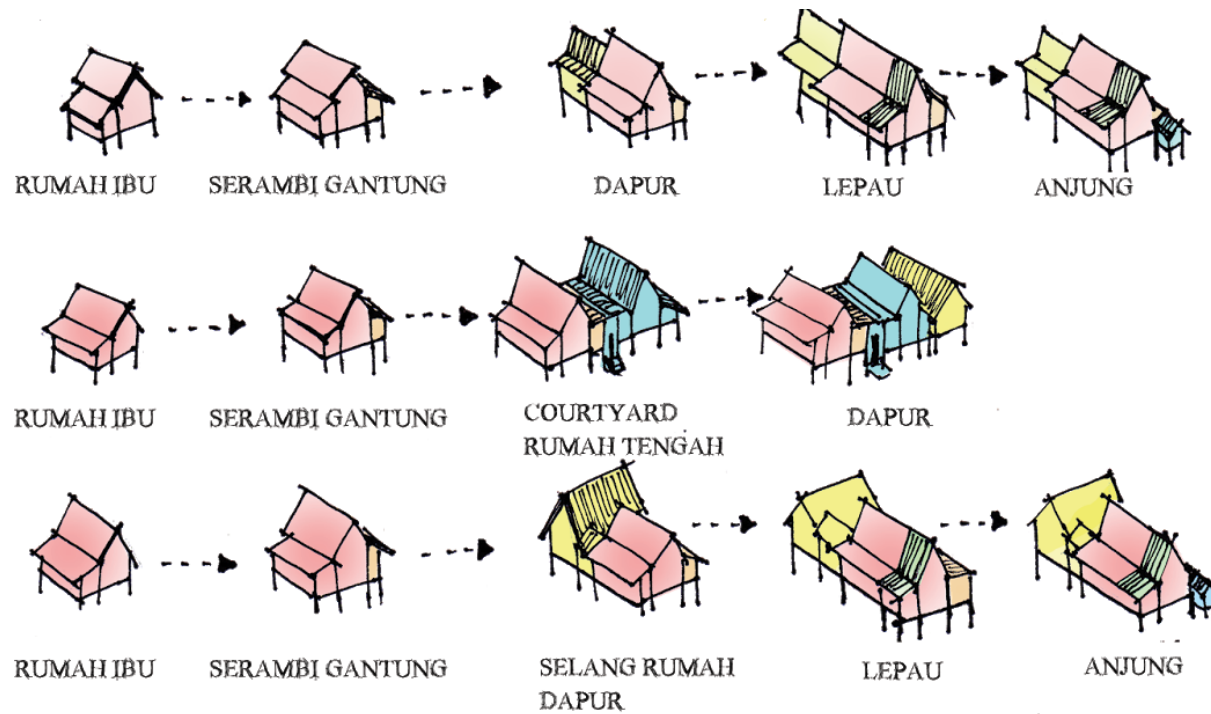 RUMAH IBU SERAMBI GANTUNG DAPUR LEPAU ANJUNG
RUMAH IBU SERAMBI GANTUNG COURTYARD DAPUR
RUMAH TENGAH
RUMAH IBU SERAMBI GANTUNG SELANG RUMAH LEPAU ANJUNG
DAPUR